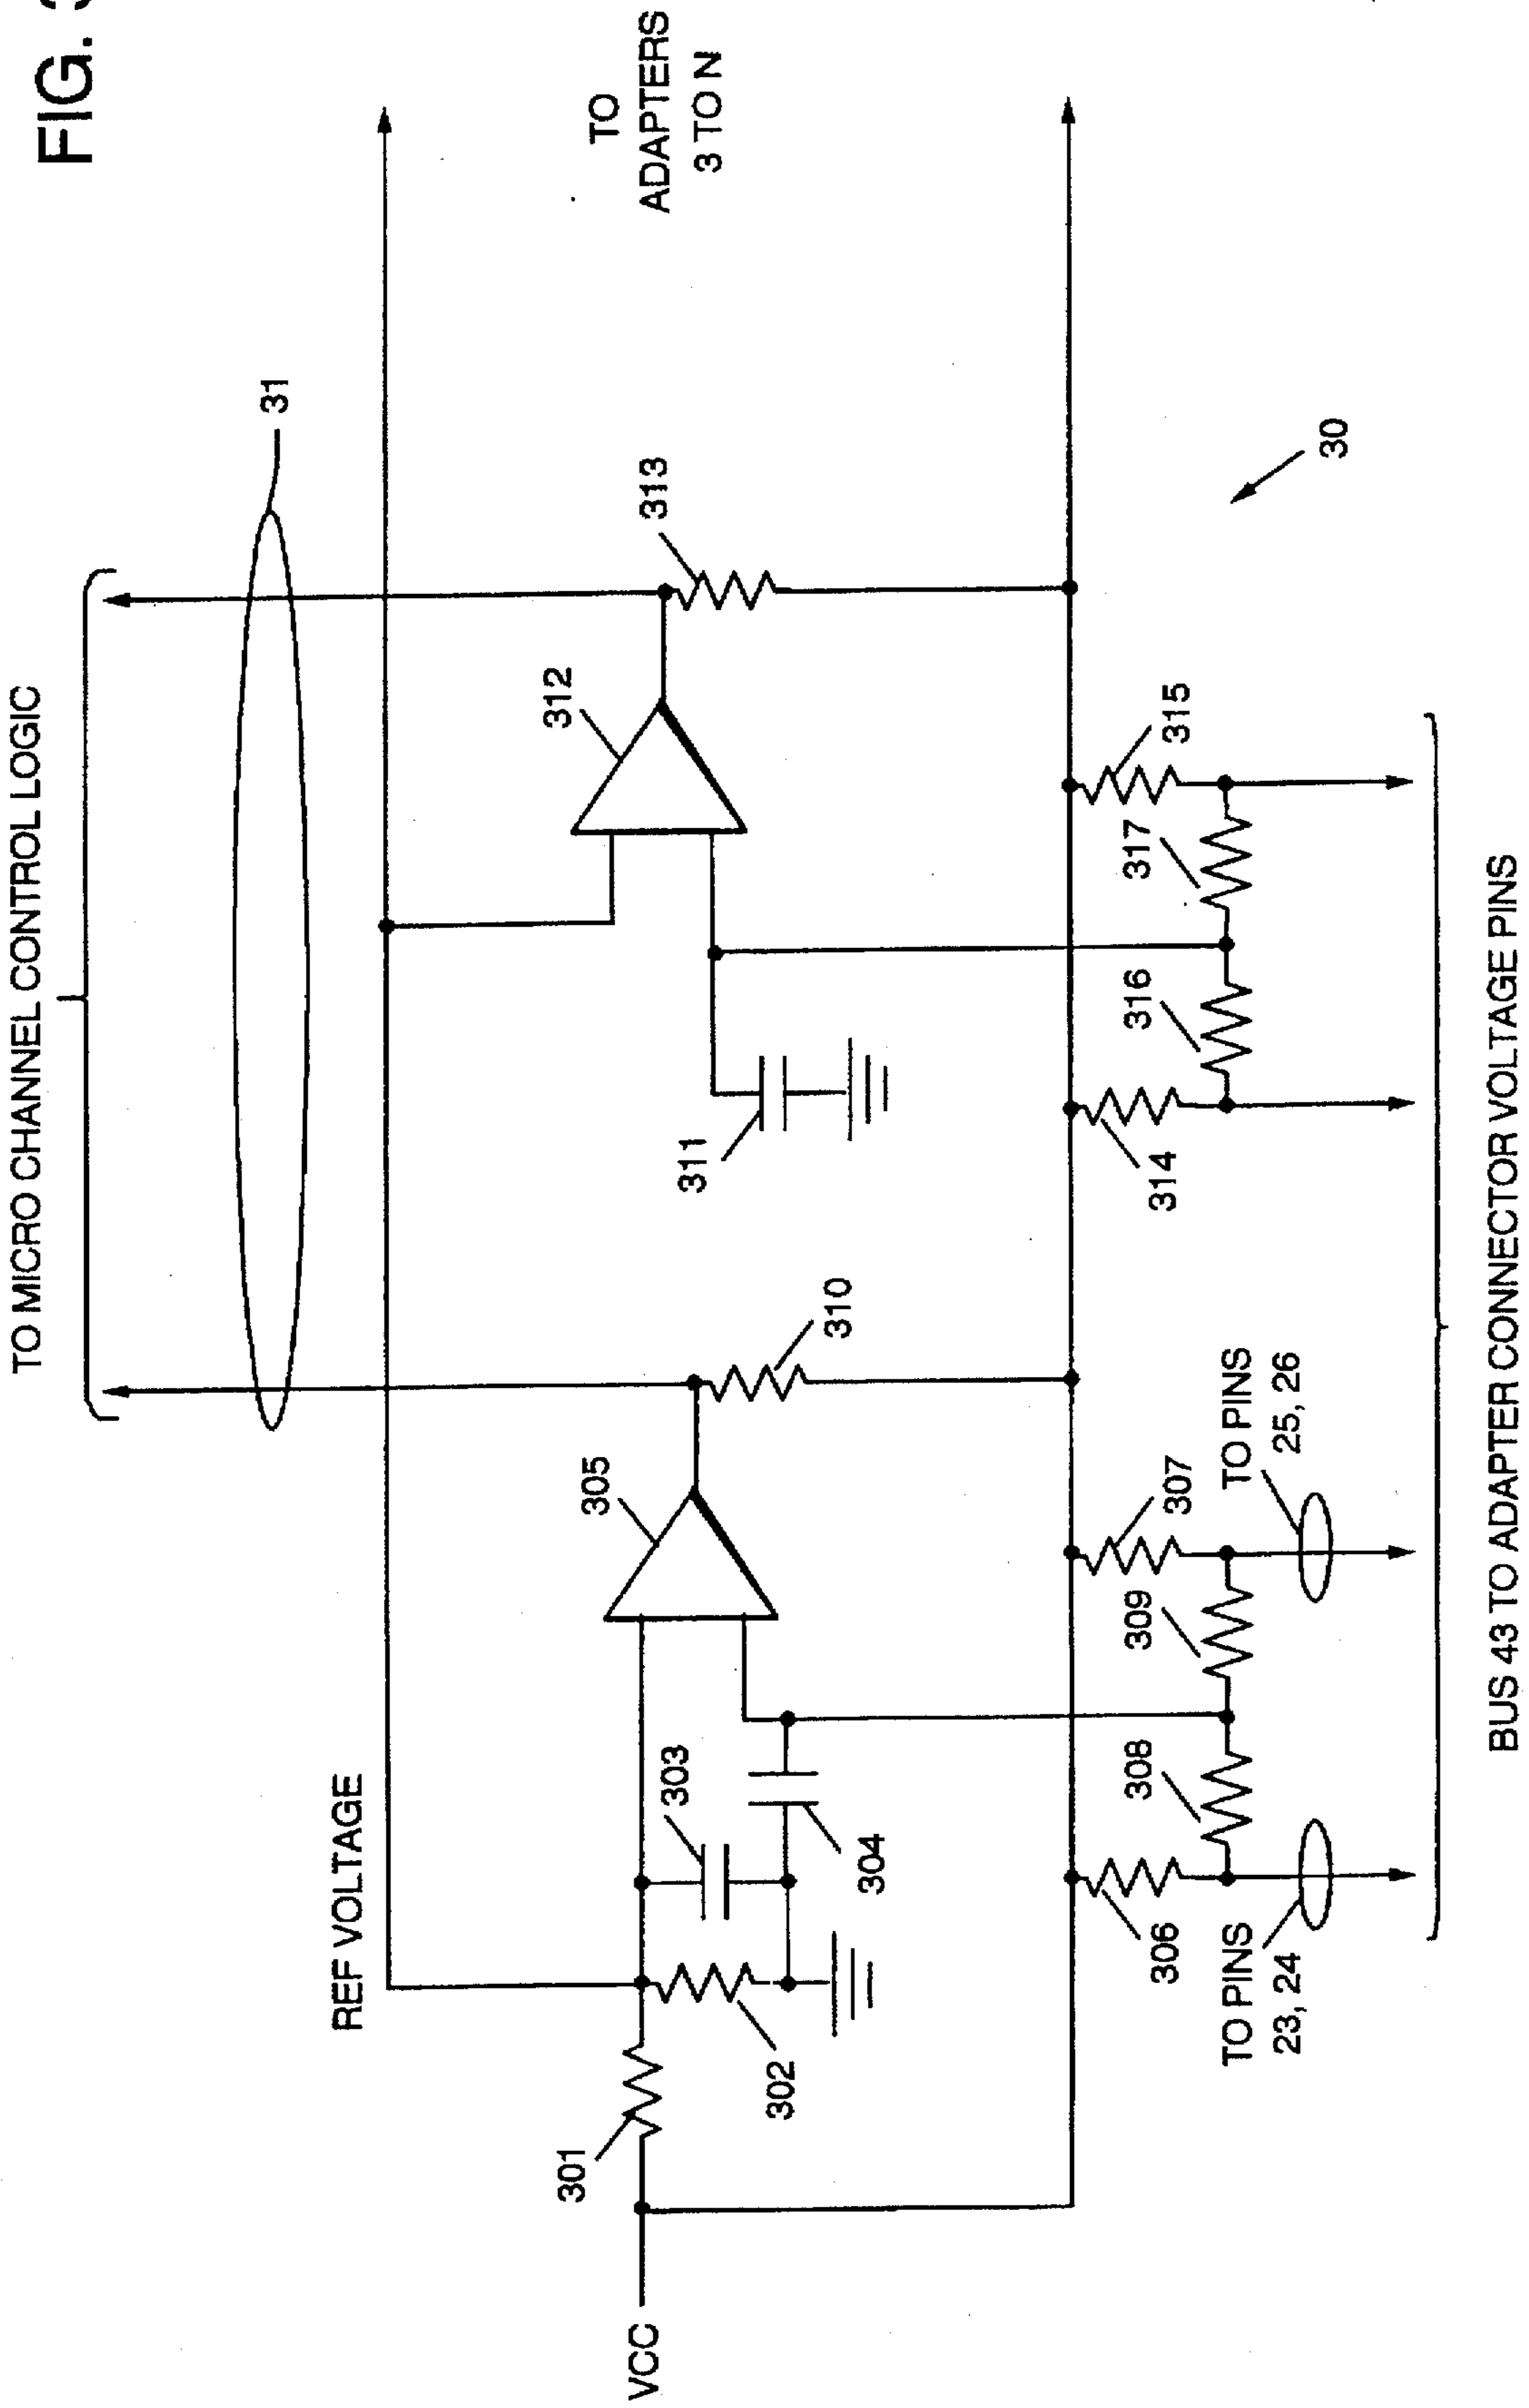 FIG. 3
TO MICRO CHANNEL CONTROL LOGIC
31
REF VOLTAGE
TO
ADAPTERS
3 TO N
VCC
301
302
303
304
305
310
311
312
313
306
307
308
309
314
315
316
317
TO PINS
23, 24
TO PINS
25, 26
30
BUS 43 TO ADAPTER CONNECTOR VOLTAGE PINS